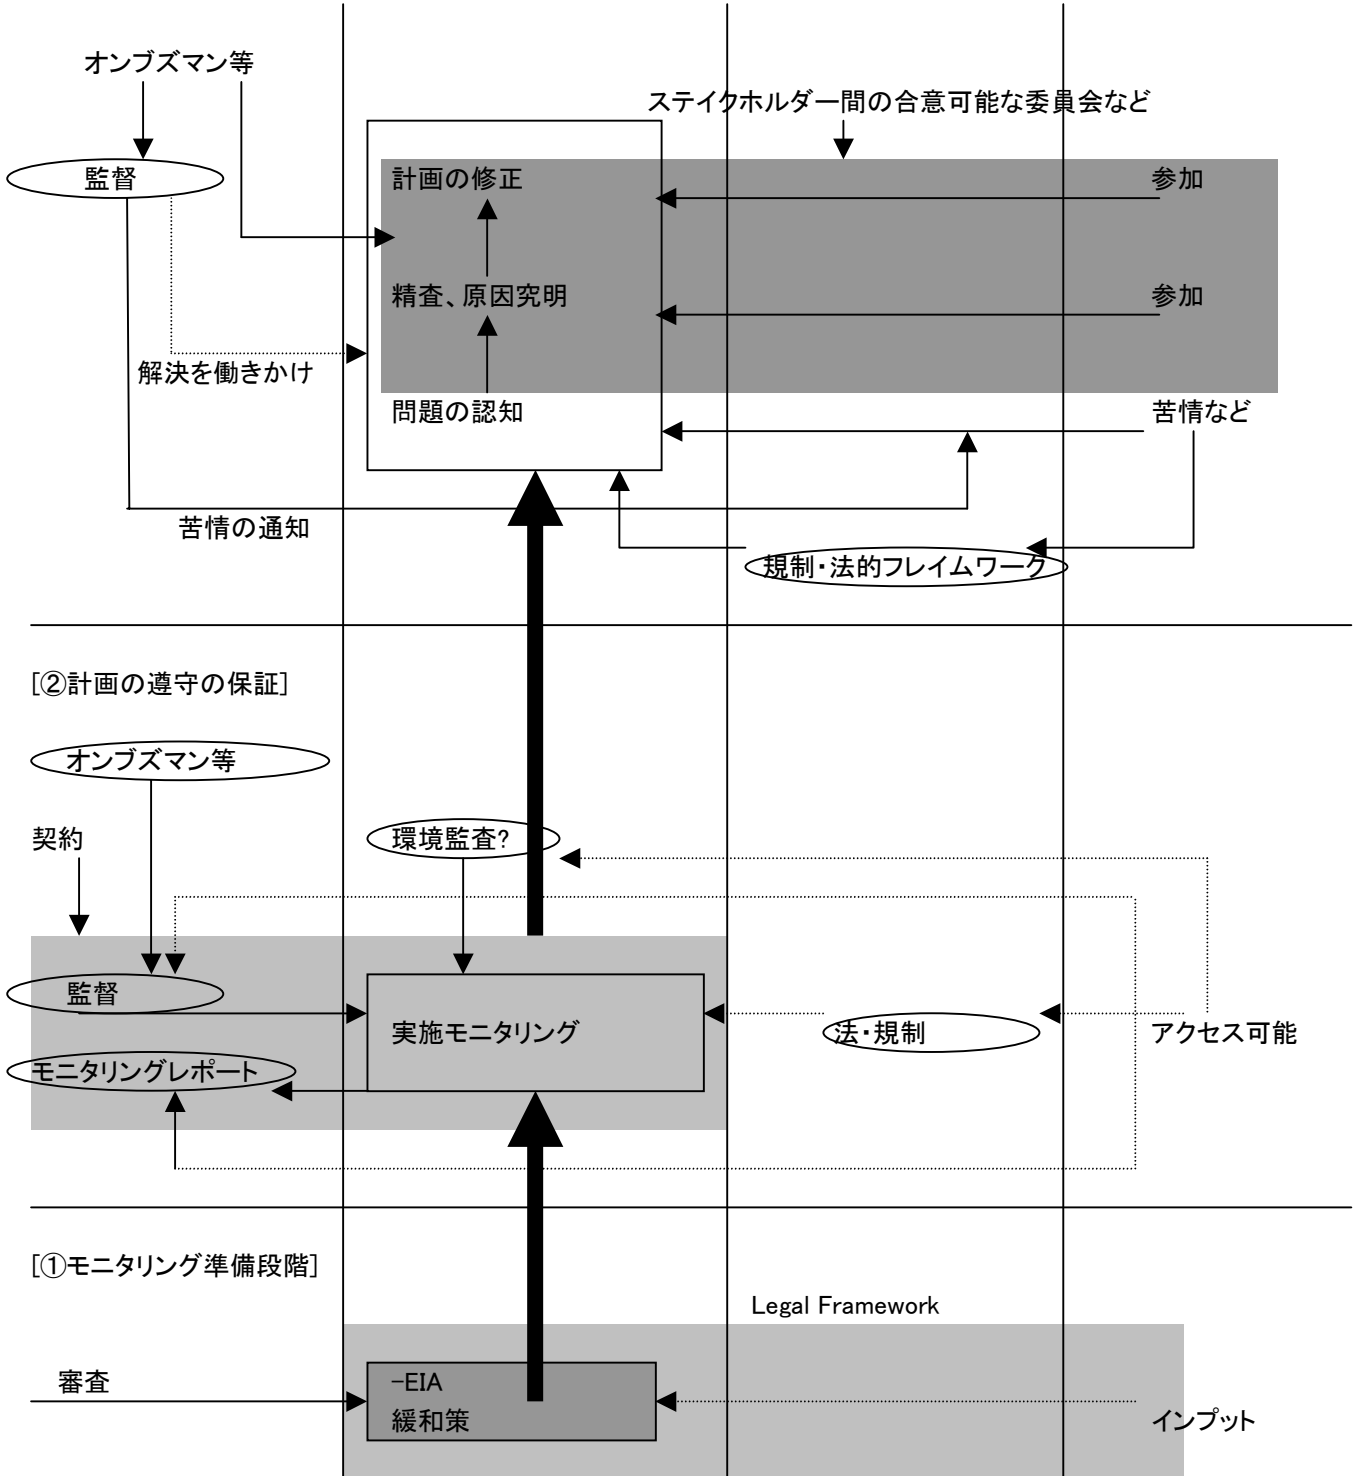 オンブズマン等
ステイクホルダー間の合意可能な委員会など
監督
計画の修正
参加
精査、原因究明
参加
解決を働きかけ
問題の認知
苦情など
苦情の通知
規制・法的フレイムワーク
[②計画の遵守の保証]
オンブズマン等
契約
環境監査?
監督
実施モニタリング
法・規制
アクセス可能
モニタリングレポート
[①モニタリング準備段階]
Legal Framework
審査
-EIA
緩和策
インプット